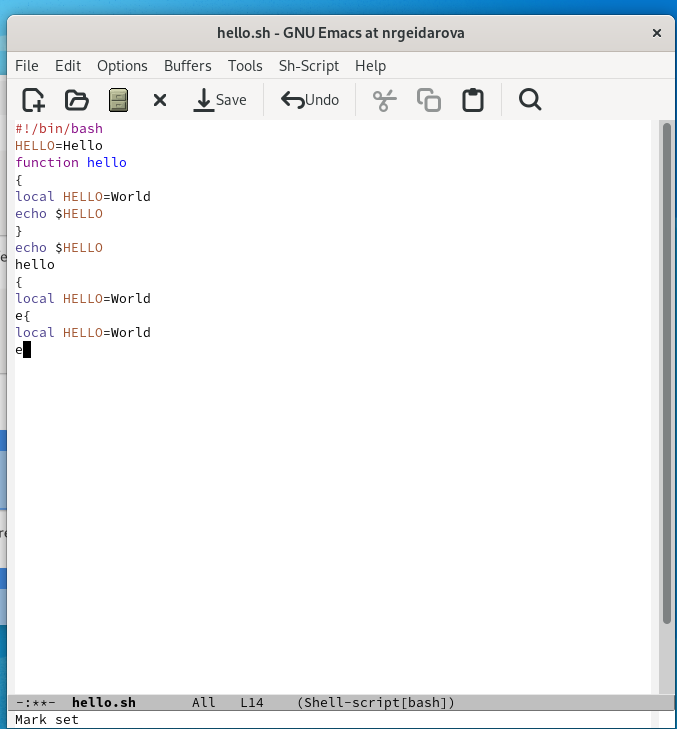 hello.sh - GNU Emacs at nrgeidarova
File Edit Options Buffers Tools Sh-Script Help
Save Undo
#!/bin/bash
HELLO=Hello
function hello
{
local HELLO=World
echo $HELLO
}
echo $HELLO
hello
{
local HELLO=World
e{
local HELLO=World
e
-:**- hello.sh All L14 (Shell-script[bash])
Mark set